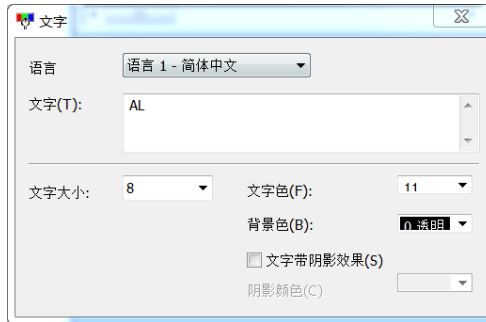 文字
语言
语言 1 - 简体中文
文字(T):
AL
文字大小:
8
文字色(F):
11
背景色(B):
0 透明
文字带阴影效果(S)
阴影颜色(C)